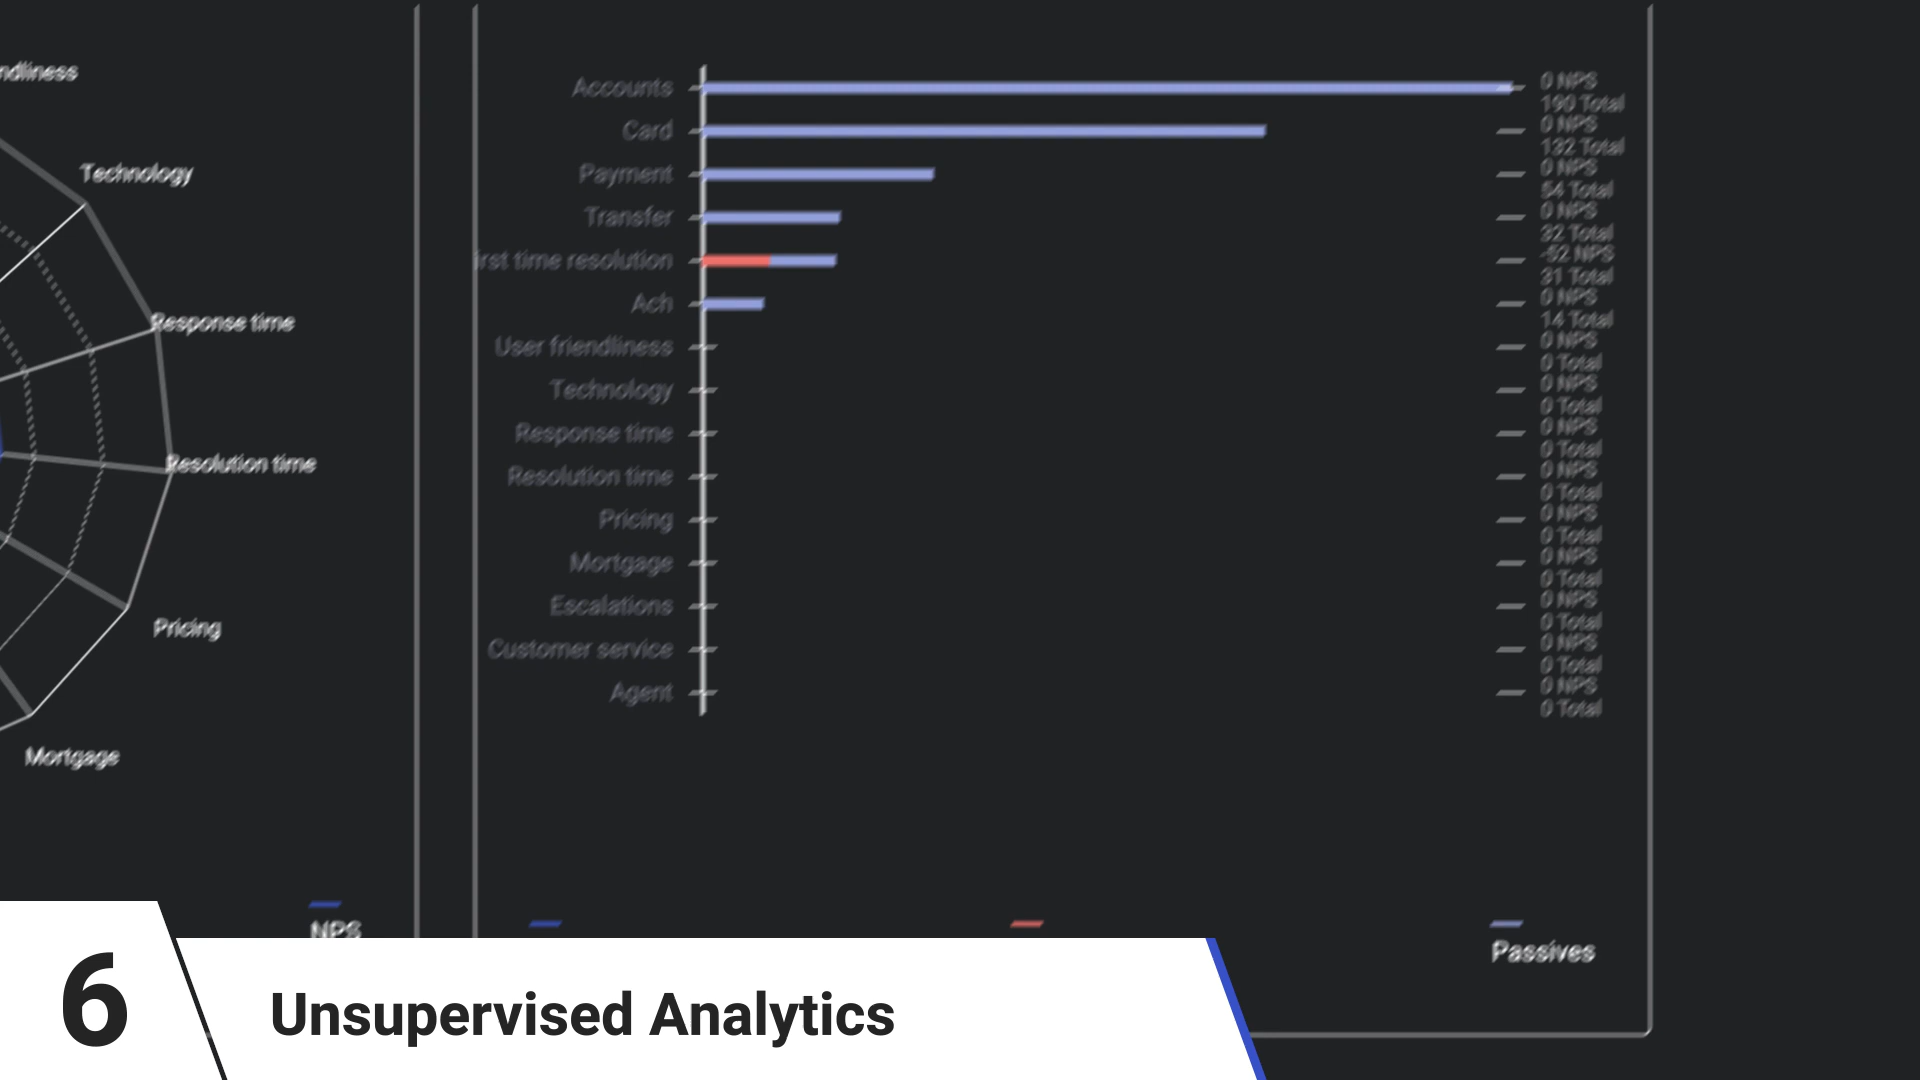 ndliness
Technology
Response time
Resolution time
Pricing
Mortgage
NPS
Accounts
0 NPS
190 Total
Card
0 NPS
132 Total
Payment
0 NPS
54 Total
Transfer
0 NPS
32 Total
irst time resolution
-52 NPS
31 Total
Ach
0 NPS
14 Total
User friendliness
0 NPS
0 Total
Technology
0 NPS
0 Total
Response time
0 NPS
0 Total
Resolution time
0 NPS
0 Total
Pricing
0 NPS
0 Total
Mortgage
0 NPS
0 Total
Escalations
0 NPS
0 Total
Customer service
0 NPS
0 Total
Agent
0 NPS
0 Total
Passives
6
Unsupervised Analytics